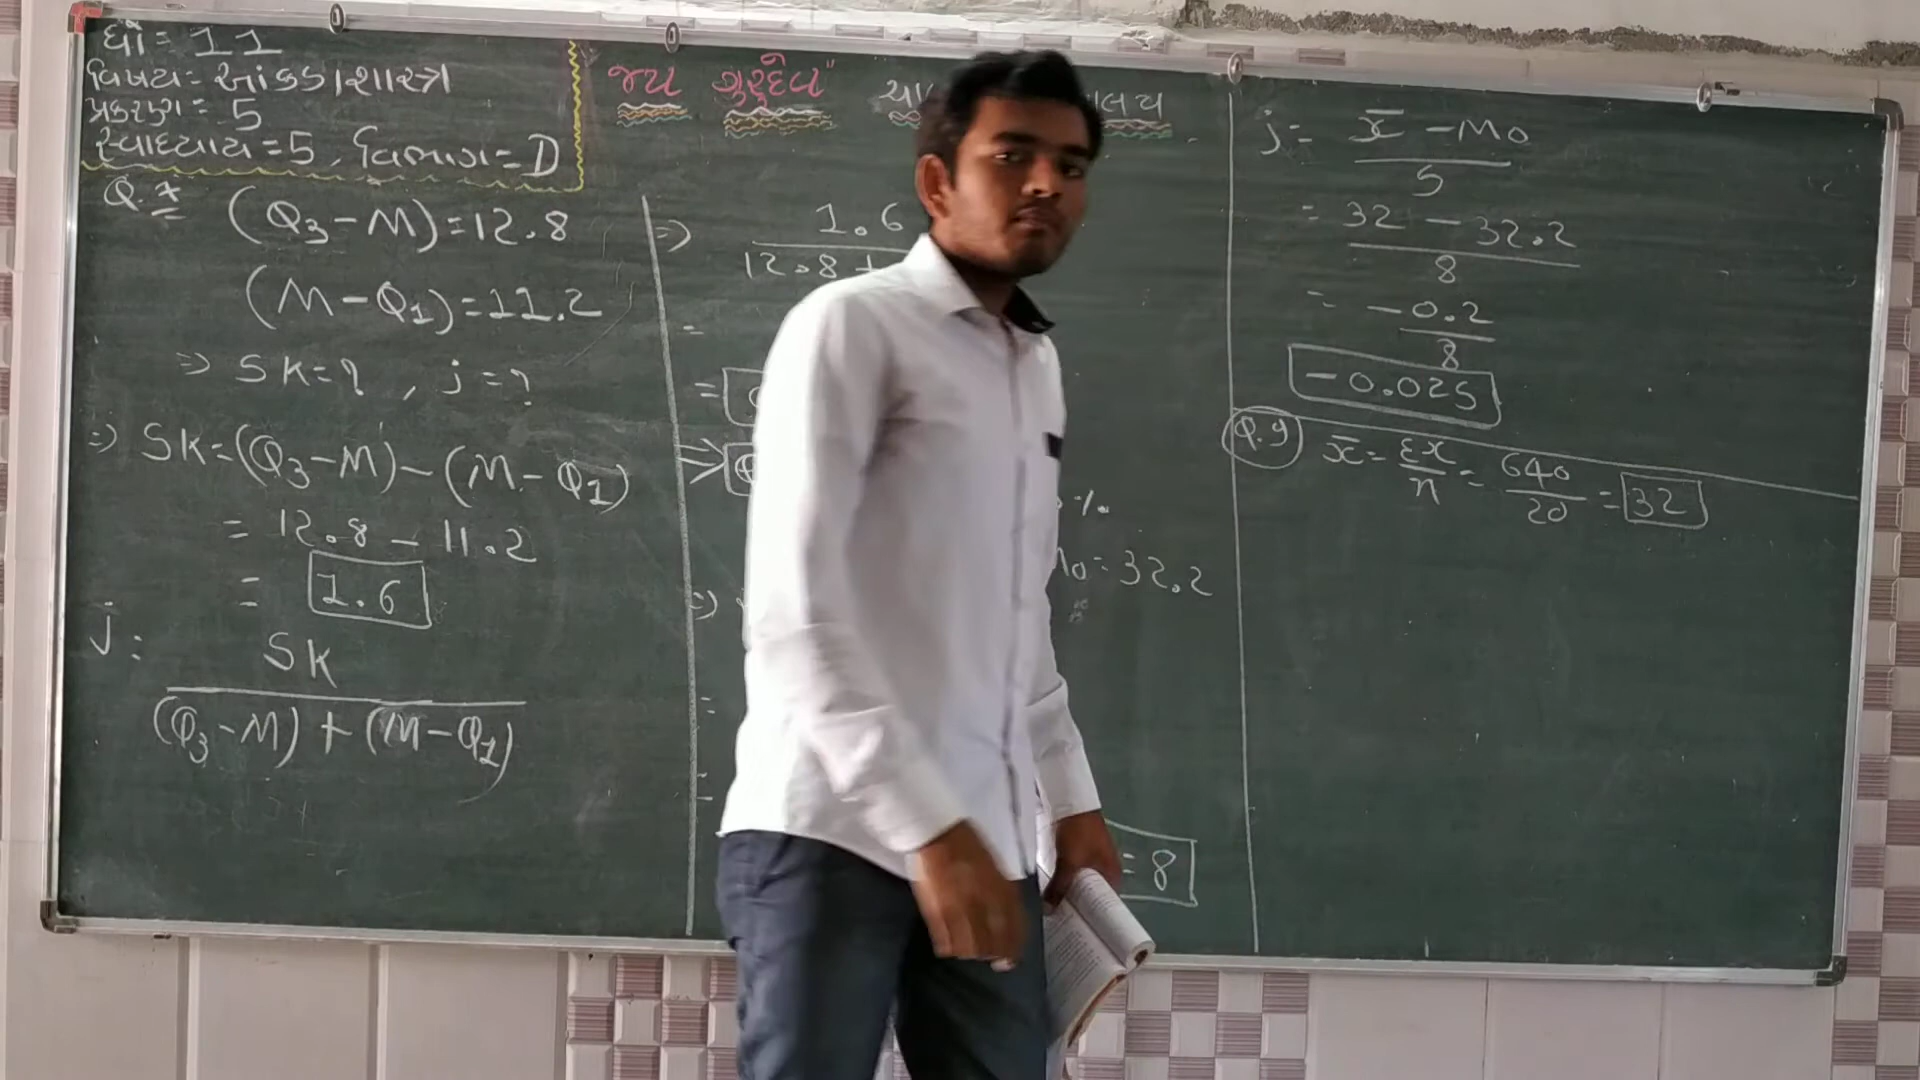 ધો = 11
વિષય = આંકડાશાસ્ત્ર
પ્રકરણ = 5
સ્વાધ્યાય = 5, વિભાગ = D
Q.7 (Q3 - M) = 12.8
(M - Q1) = 11.2
=> SK = ?, j = ?
=> SK = (Q3 - M) - (M - Q1)
= 12.8 - 11.2
= 1.6
j = SK
(Q3 - M) + (M - Q1)
જય ગુરુદેવ
=> 1.6
12.8 +
=
=
=>
%
Mo = 32.2
=>
=
=
= 8
j = x̄ - Mo
S
= 32 - 32.2
8
= -0.2
8
-0.025
Q.9 x̄ = Σx / n = 640 / 20 = 32